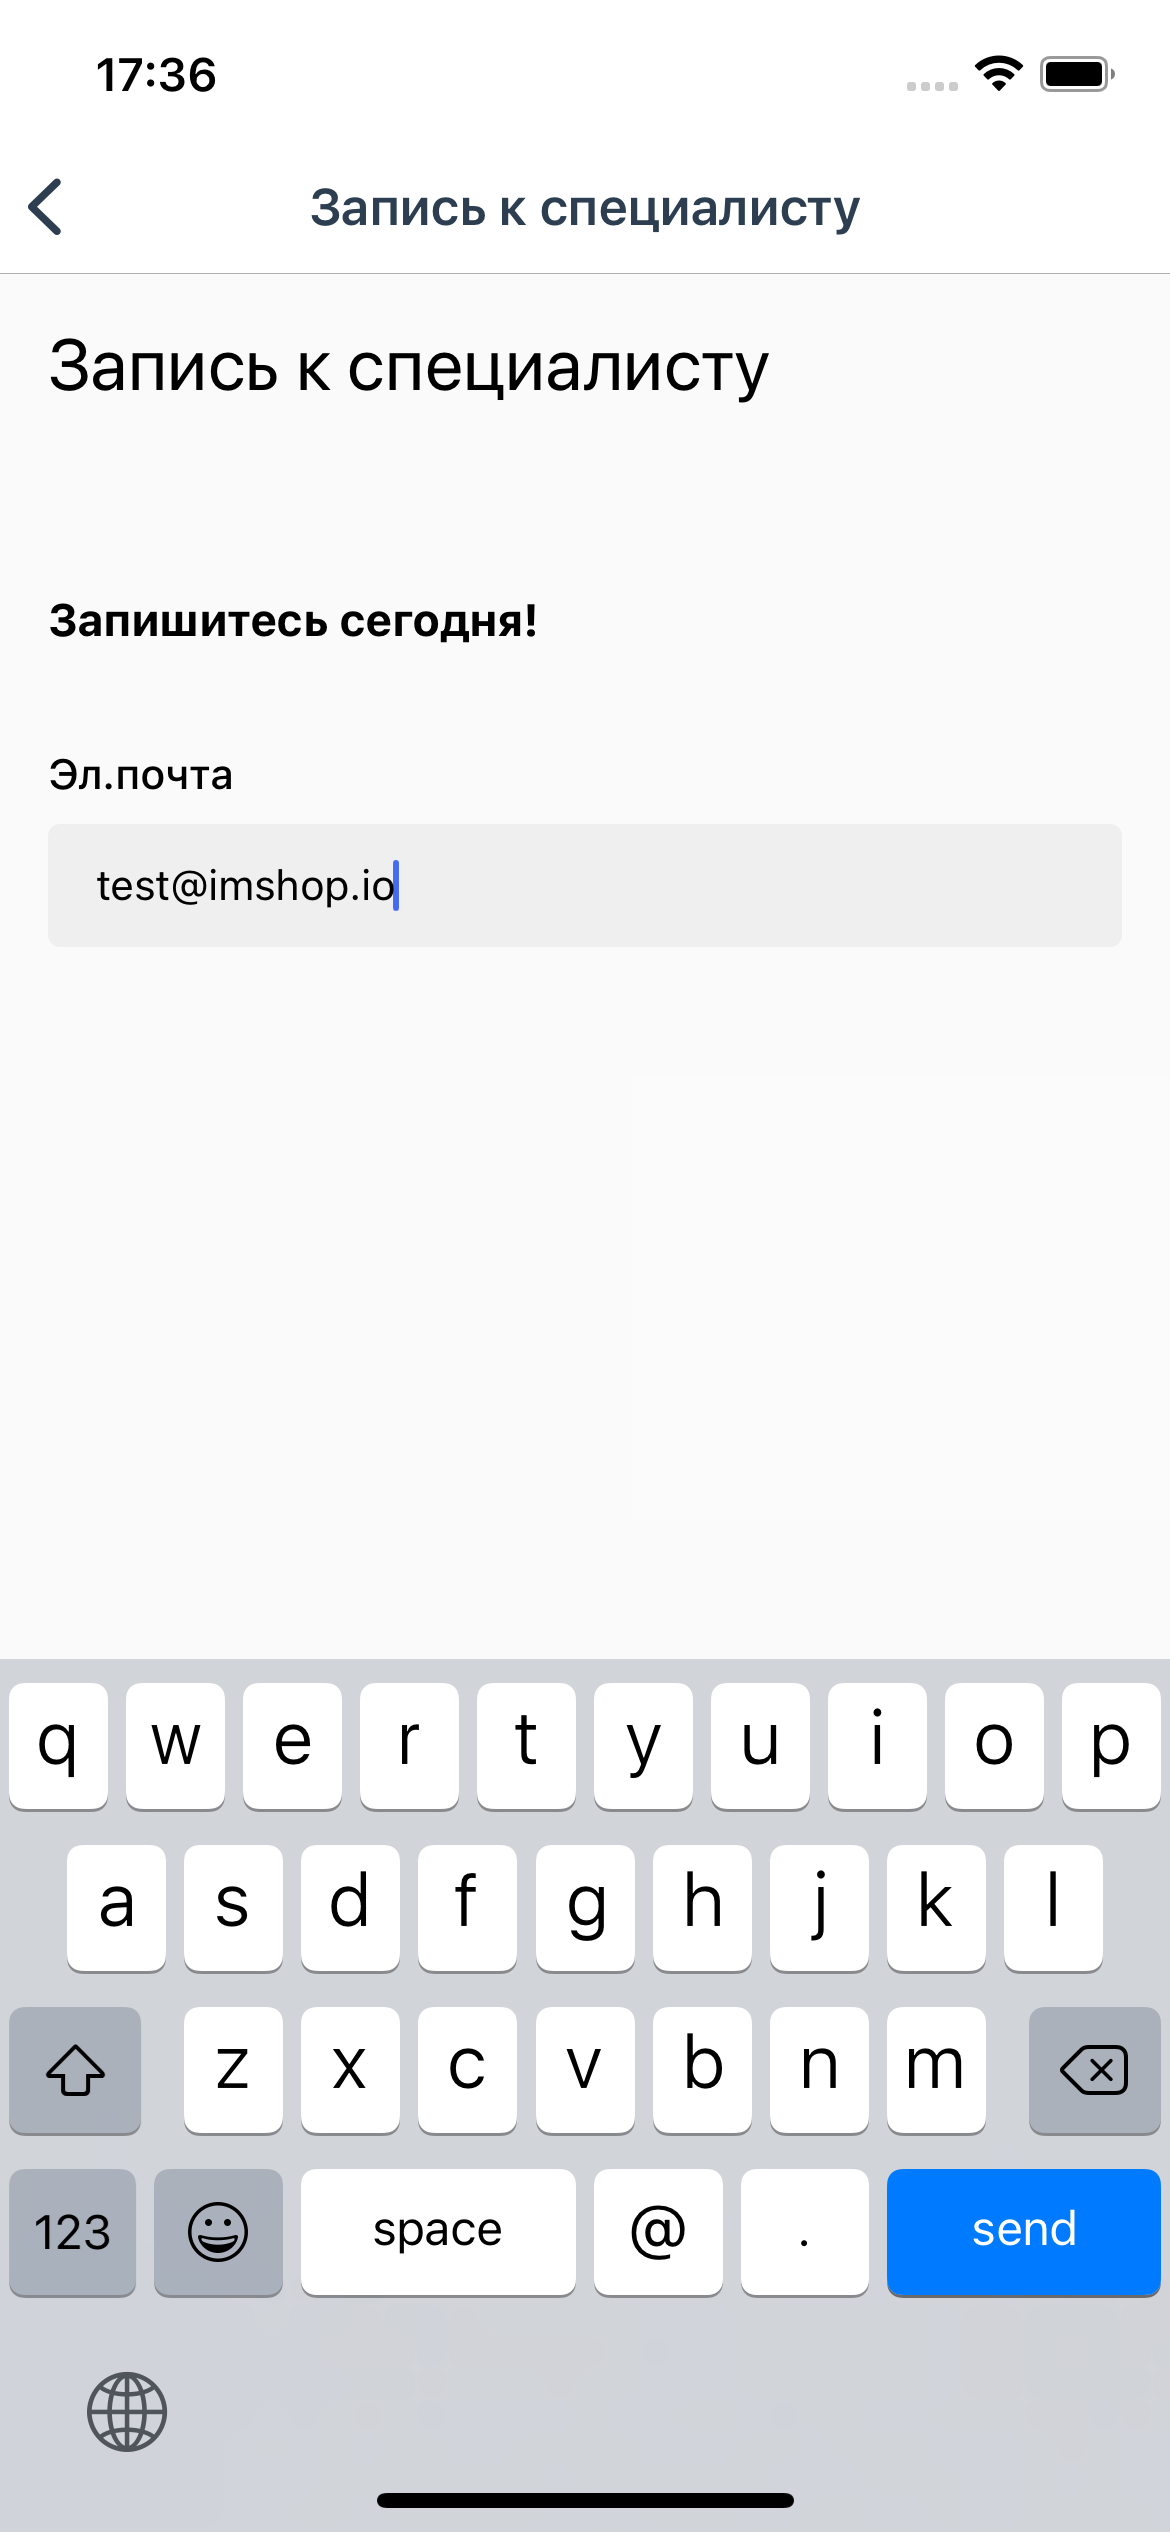 17:36
Запись к специалисту
Запись к специалисту
Запишитесь сегодня!
Эл.почта
test@imshop.io
q w e r t y u i o p
a s d f g h j k l
z x c v b n m
123 space @ . send